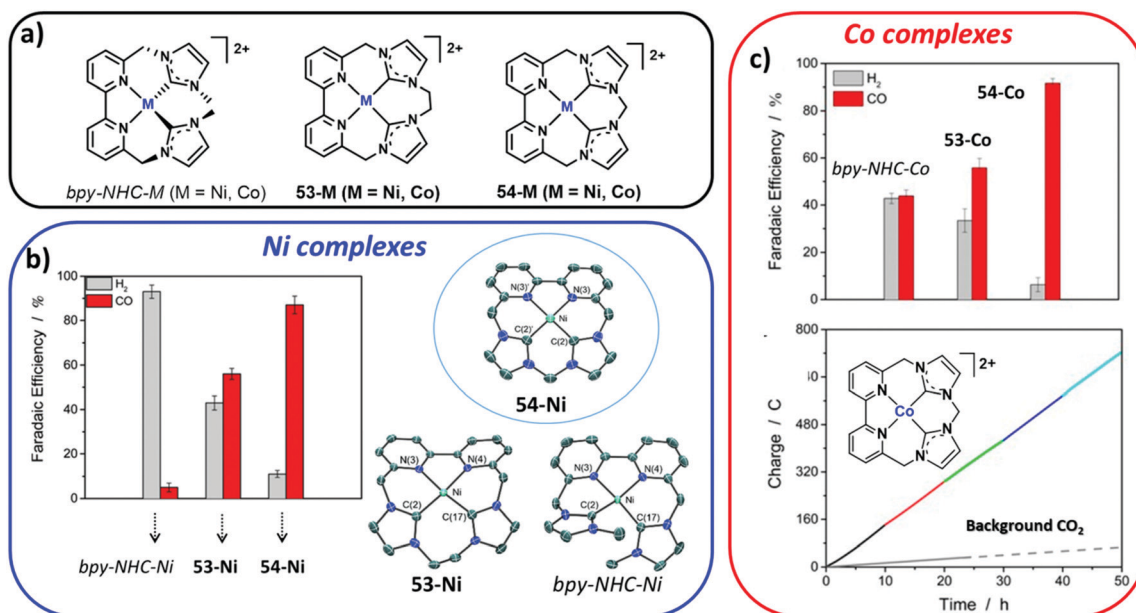 a)
2+
M
N
N
N
N
N
N
bpy-NHC-M (M = Ni, Co)
2+
M
N
N
N
N
N
N
53-M (M = Ni, Co)
2+
M
N
N
N
N
N
N
54-M (M = Ni, Co)
Ni complexes
b)
100
80
60
40
20
0
Faradaic Efficiency / %
H2
CO
bpy-NHC-Ni
53-Ni
54-Ni
N(3)'
N(3)
Ni
C(2)'
C(2)
54-Ni
N(3)
N(4)
Ni
C(2)
C(17)
53-Ni
N(3)
N(4)
Ni
C(2)
C(17)
bpy-NHC-Ni
Co complexes
c)
100
80
60
40
20
0
Faradaic Efficiency / %
H2
CO
bpy-NHC-Co
53-Co
54-Co
800
480
320
160
0
Charge / C
2+
Co
N
N
N
N
N
N
Background CO2
0
10
20
30
40
50
Time / h